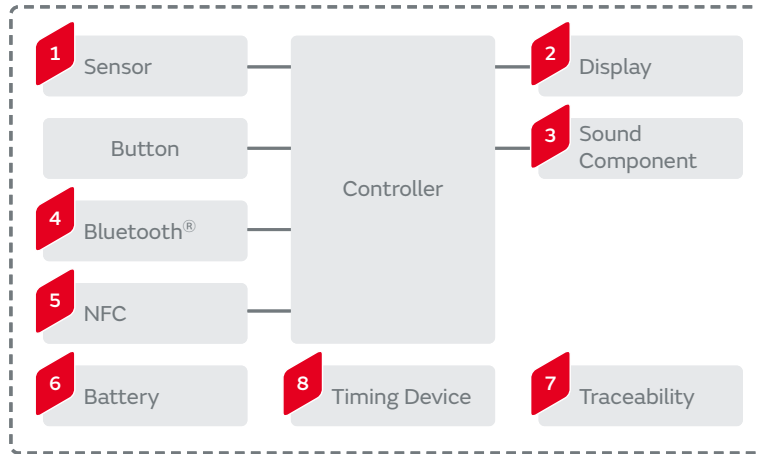 1
Sensor
2
Display
Button
3
Sound
Component
Controller
4
Bluetooth®
5
NFC
6
Battery
8
Timing Device
7
Traceability